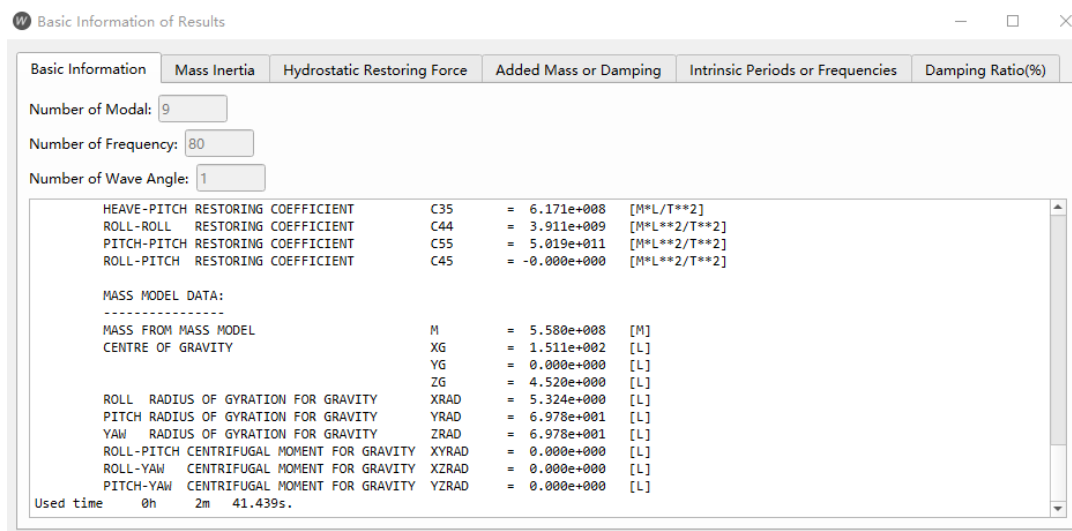 W Basic Information of Results
Basic Information Mass Inertia Hydrostatic Restoring Force Added Mass or Damping Intrinsic Periods or Frequencies Damping Ratio(%)
Number of Modal: 9
Number of Frequency: 80
Number of Wave Angle: 1
HEAVE-PITCH RESTORING COEFFICIENT C35 = 6.171e+008 [M*L/T**2]
ROLL-ROLL RESTORING COEFFICIENT C44 = 3.911e+009 [M*L**2/T**2]
PITCH-PITCH RESTORING COEFFICIENT C55 = 5.019e+011 [M*L**2/T**2]
ROLL-PITCH RESTORING COEFFICIENT C45 = -0.000e+000 [M*L**2/T**2]
MASS MODEL DATA:
----------------
MASS FROM MASS MODEL M = 5.580e+008 [M]
CENTRE OF GRAVITY XG = 1.511e+002 [L]
YG = 0.000e+000 [L]
ZG = 4.520e+000 [L]
ROLL RADIUS OF GYRATION FOR GRAVITY XRAD = 5.324e+000 [L]
PITCH RADIUS OF GYRATION FOR GRAVITY YRAD = 6.978e+001 [L]
YAW RADIUS OF GYRATION FOR GRAVITY ZRAD = 6.978e+001 [L]
ROLL-PITCH CENTRIFUGAL MOMENT FOR GRAVITY XYRAD = 0.000e+000 [L]
ROLL-YAW CENTRIFUGAL MOMENT FOR GRAVITY XZRAD = 0.000e+000 [L]
PITCH-YAW CENTRIFUGAL MOMENT FOR GRAVITY YZRAD = 0.000e+000 [L]
Used time 0h 2m 41.439s.